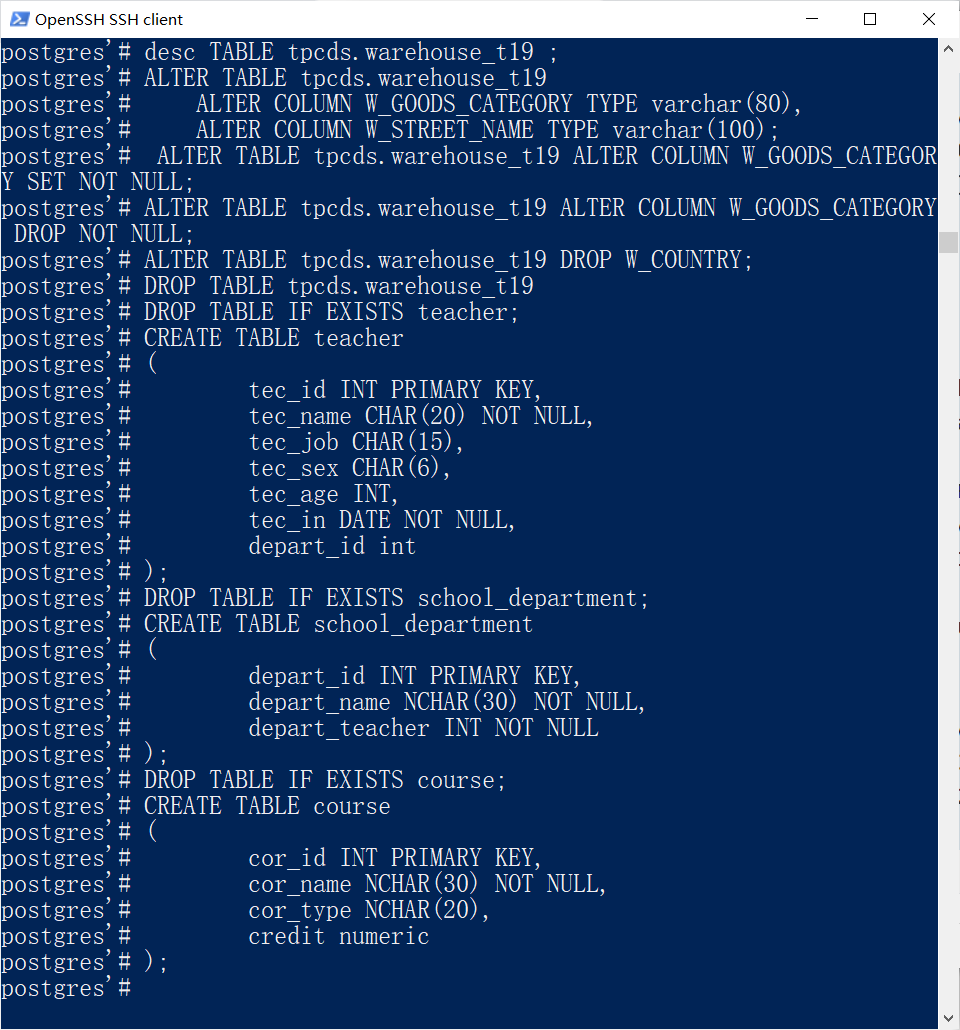 OpenSSH SSH client
postgres'# desc TABLE tpcds.warehouse_t19 ;
postgres'# ALTER TABLE tpcds.warehouse_t19
postgres'#     ALTER COLUMN W_GOODS_CATEGORY TYPE varchar(80),
postgres'#     ALTER COLUMN W_STREET_NAME TYPE varchar(100);
postgres'#  ALTER TABLE tpcds.warehouse_t19 ALTER COLUMN W_GOODS_CATEGOR
Y SET NOT NULL;
postgres'# ALTER TABLE tpcds.warehouse_t19 ALTER COLUMN W_GOODS_CATEGORY
 DROP NOT NULL;
postgres'# ALTER TABLE tpcds.warehouse_t19 DROP W_COUNTRY;
postgres'# DROP TABLE tpcds.warehouse_t19
postgres'# DROP TABLE IF EXISTS teacher;
postgres'# CREATE TABLE teacher
postgres'# (
postgres'#         tec_id INT PRIMARY KEY,
postgres'#         tec_name CHAR(20) NOT NULL,
postgres'#         tec_job CHAR(15),
postgres'#         tec_sex CHAR(6),
postgres'#         tec_age INT,
postgres'#         tec_in DATE NOT NULL,
postgres'#         depart_id int
postgres'# );
postgres'# DROP TABLE IF EXISTS school_department;
postgres'# CREATE TABLE school_department
postgres'# (
postgres'#         depart_id INT PRIMARY KEY,
postgres'#         depart_name NCHAR(30) NOT NULL,
postgres'#         depart_teacher INT NOT NULL
postgres'# );
postgres'# DROP TABLE IF EXISTS course;
postgres'# CREATE TABLE course
postgres'# (
postgres'#         cor_id INT PRIMARY KEY,
postgres'#         cor_name NCHAR(30) NOT NULL,
postgres'#         cor_type NCHAR(20),
postgres'#         credit numeric
postgres'# );
postgres'#